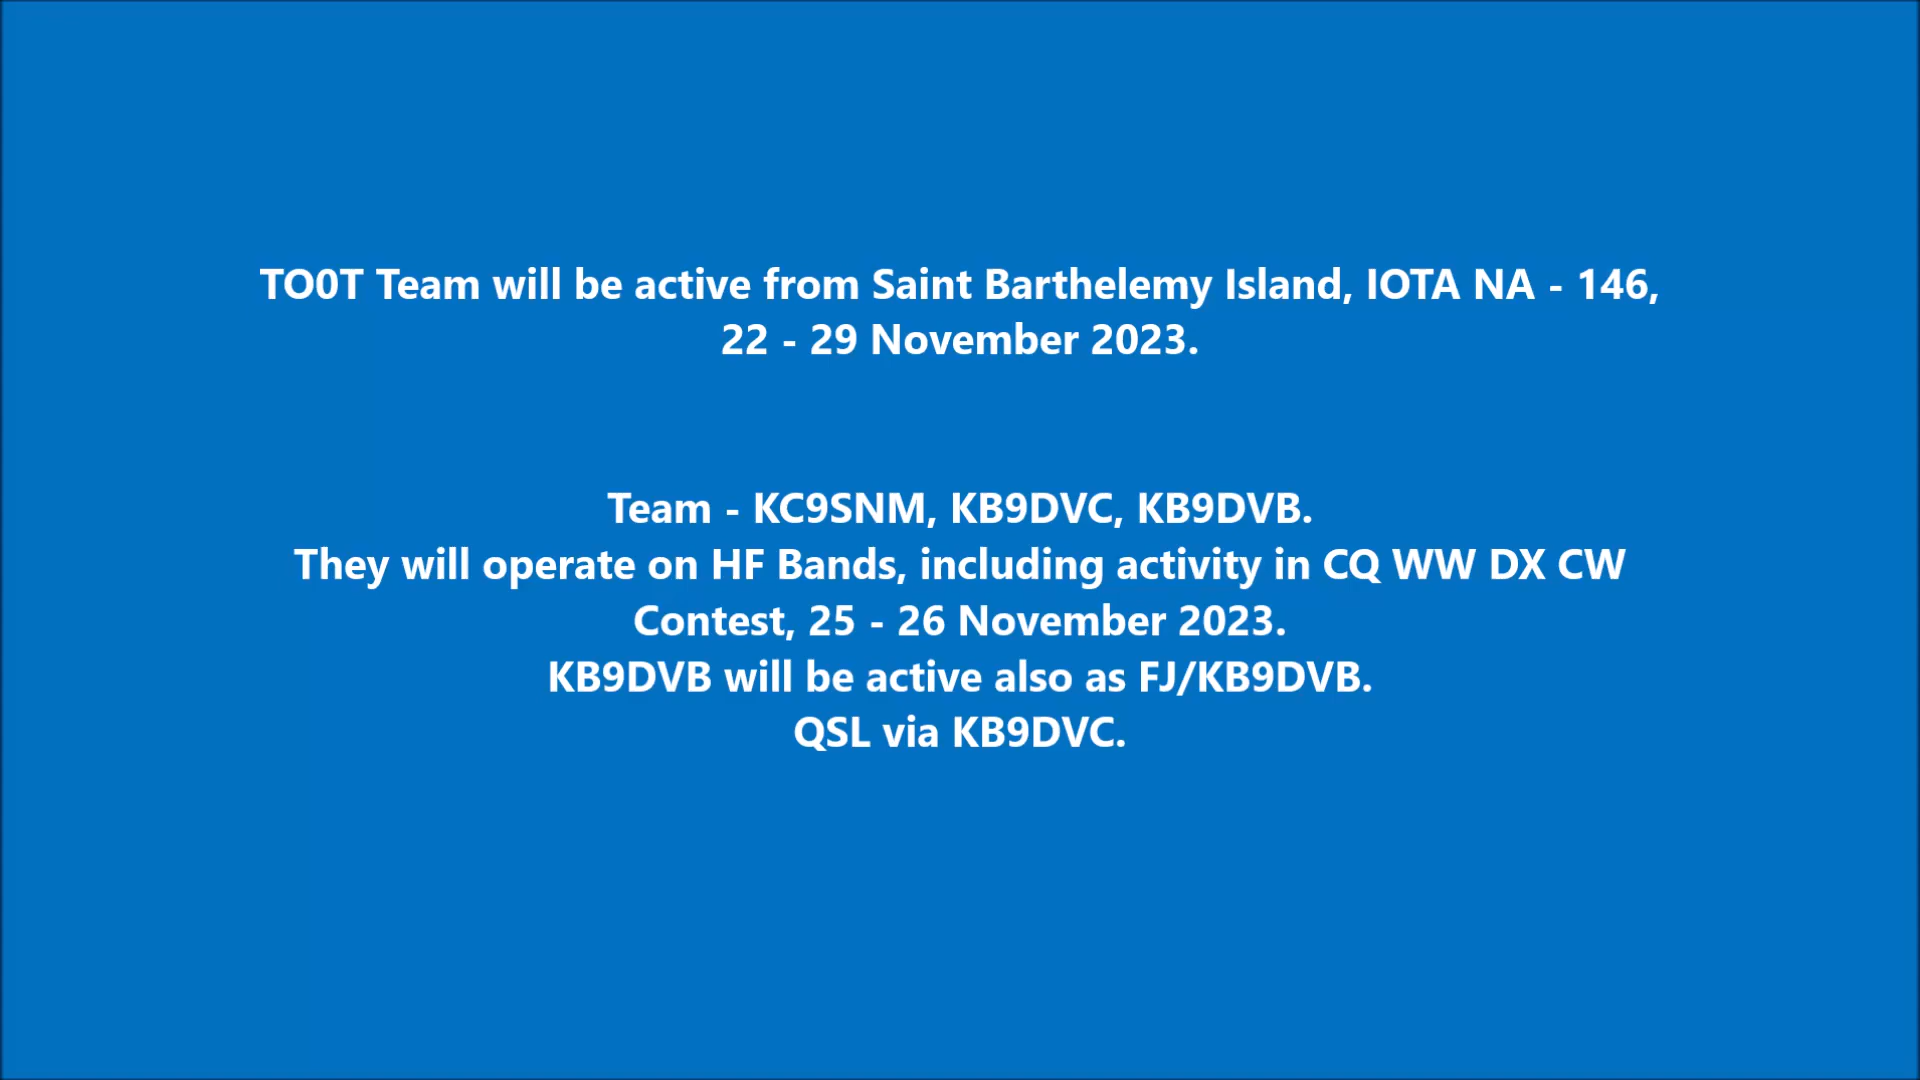 TO0T Team will be active from Saint Barthelemy Island, IOTA NA - 146,
22 - 29 November 2023.
Team - KC9SNM, KB9DVC, KB9DVB.
They will operate on HF Bands, including activity in CQ WW DX CW
Contest, 25 - 26 November 2023.
KB9DVB will be active also as FJ/KB9DVB.
QSL via KB9DVC.